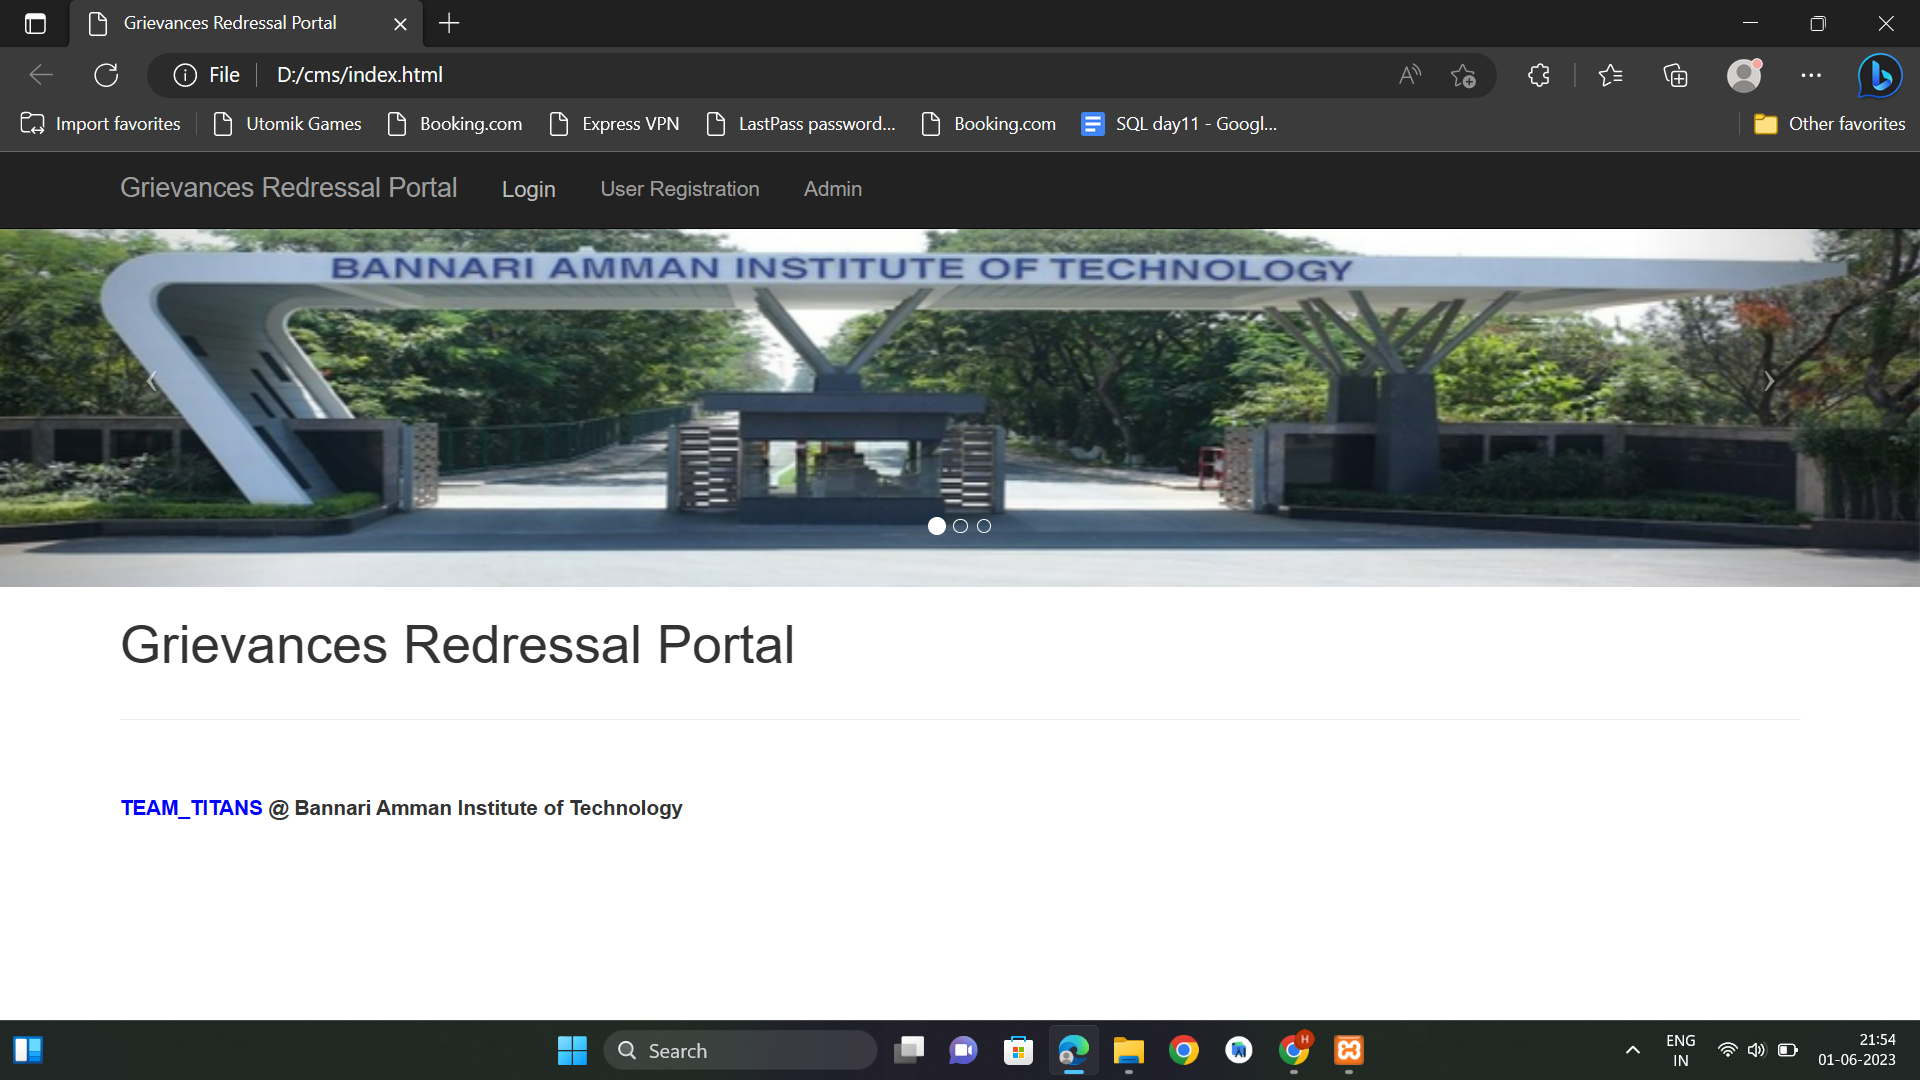 Grievances Redressal Portal
File D:/cms/index.html
Import favorites Utomik Games Booking.com Express VPN LastPass password... Booking.com SQL day11 - Googl... Other favorites
Grievances Redressal Portal Login User Registration Admin
BANNARI AMMAN INSTITUTE OF TECHNOLOGY
Grievances Redressal Portal
TEAM_TITANS @ Bannari Amman Institute of Technology
Search
ENG
IN
21:54
01-06-2023